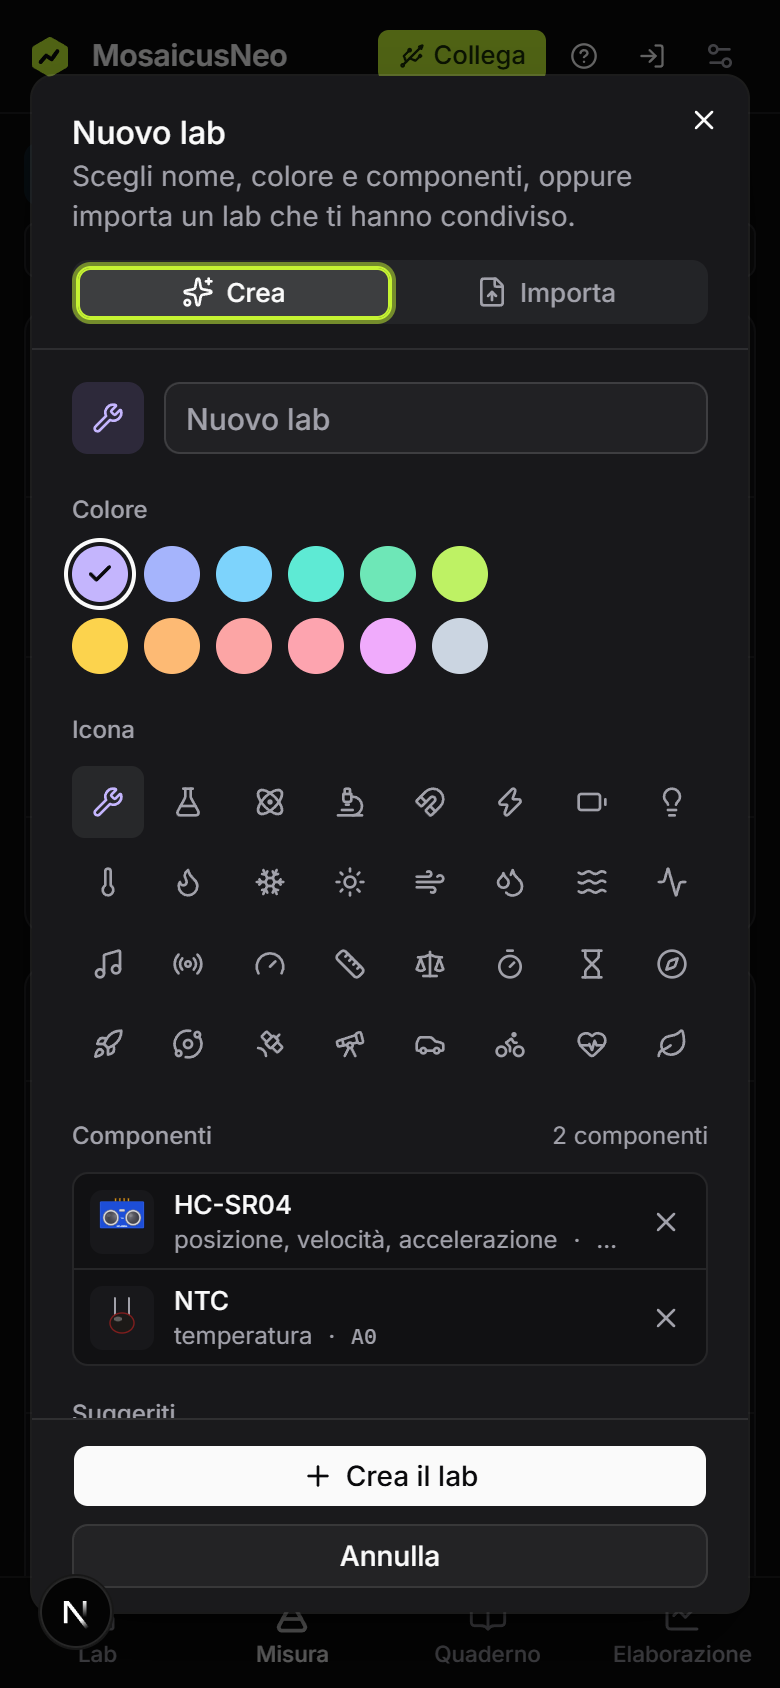 MosaicusNeo
Collega
Nuovo lab
Scegli nome, colore e componenti, oppure
importa un lab che ti hanno condiviso.
Crea
Importa
Nuovo lab
Colore
Icona
Componenti
2 componenti
HC-SR04
posizione, velocità, accelerazione · ...
NTC
temperatura · A0
Suggeriti
Crea il lab
Annulla
N
Lab
Misura
Quaderno
Elaborazione